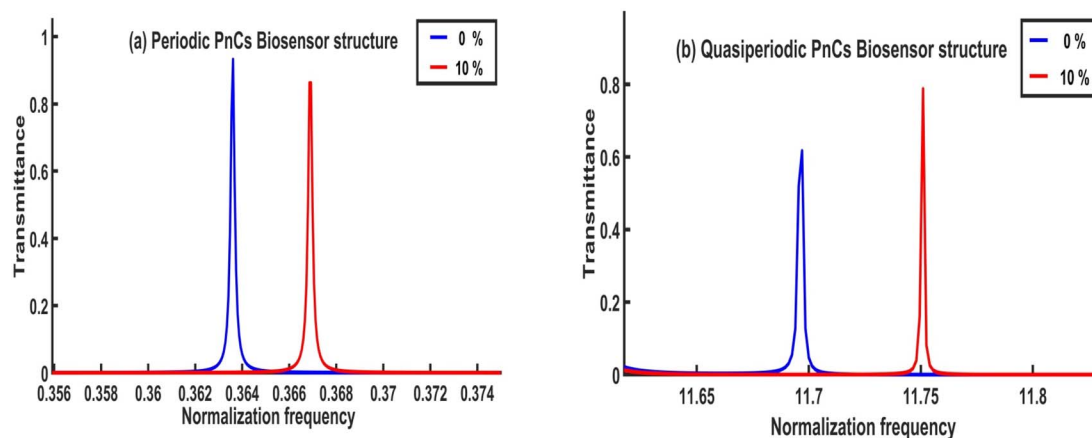 (a) Periodic PnCs Biosensor structure
0 %
10 %
Transmittance
1
0.8
0.6
0.4
0.2
0
0.356 0.358 0.36 0.362 0.364 0.366 0.368 0.37 0.372 0.374
Normalization frequency
(b) Quasiperiodic PnCs Biosensor structure
0 %
10 %
Transmittance
0.8
0.6
0.4
0.2
0
11.65 11.7 11.75 11.8
Normalization frequency